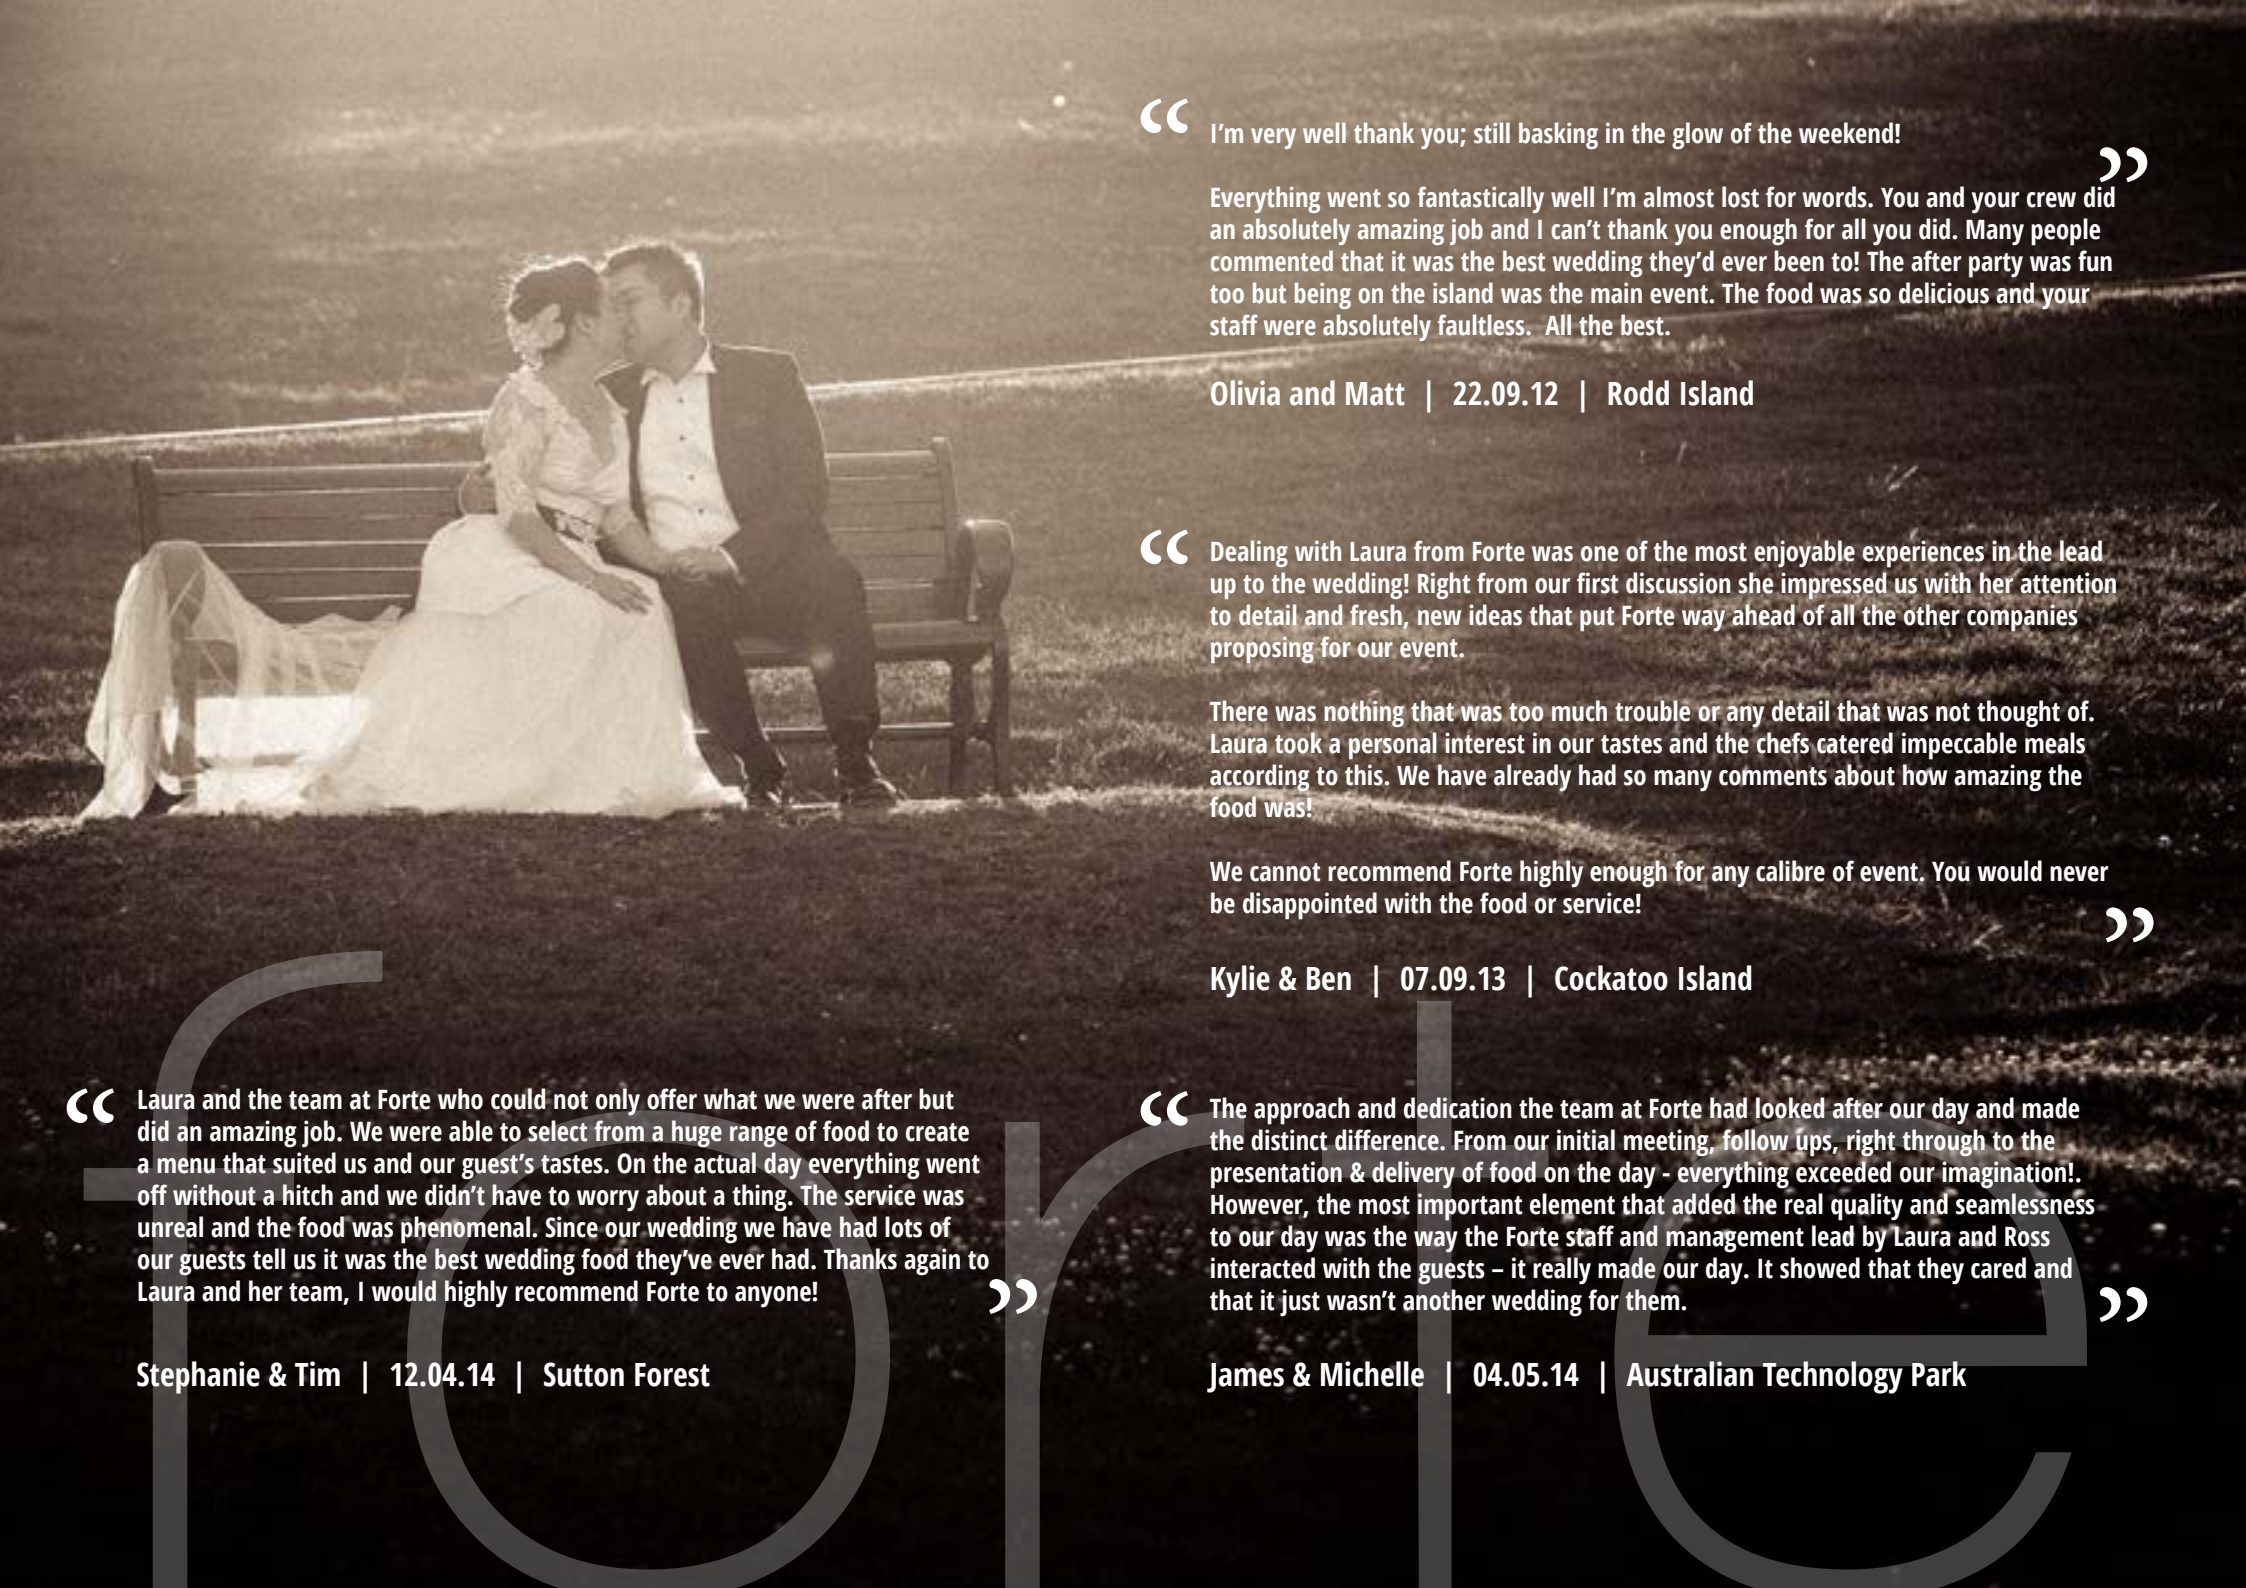 “
I’m very well thank you; still basking in the glow of the weekend!
”
Everything went so fantastically well I’m almost lost for words. You and your crew did
an absolutely amazing job and I can’t thank you enough for all you did. Many people
commented that it was the best wedding they’d ever been to! The after party was fun
too but being on the island was the main event. The food was so delicious and your
staff were absolutely faultless.  All the best.
Olivia and Matt | 22.09.12 | Rodd Island
“
Dealing with Laura from Forte was one of the most enjoyable experiences in the lead
up to the wedding! Right from our first discussion she impressed us with her attention
to detail and fresh, new ideas that put Forte way ahead of all the other companies
proposing for our event.
There was nothing that was too much trouble or any detail that was not thought of.
Laura took a personal interest in our tastes and the chefs catered impeccable meals
according to this. We have already had so many comments about how amazing the
food was!
We cannot recommend Forte highly enough for any calibre of event. You would never
be disappointed with the food or service!
”
Kylie & Ben | 07.09.13 | Cockatoo Island
“
Laura and the team at Forte who could not only offer what we were after but
did an amazing job. We were able to select from a huge range of food to create
a menu that suited us and our guest’s tastes. On the actual day everything went
off without a hitch and we didn’t have to worry about a thing. The service was
unreal and the food was phenomenal. Since our wedding we have had lots of
our guests tell us it was the best wedding food they’ve ever had. Thanks again to
Laura and her team, I would highly recommend Forte to anyone!
”
Stephanie & Tim | 12.04.14 | Sutton Forest
“
The approach and dedication the team at Forte had looked after our day and made
the distinct difference. From our initial meeting, follow ups, right through to the
presentation & delivery of food on the day - everything exceeded our imagination!.
However, the most important element that added the real quality and seamlessness
to our day was the way the Forte staff and management lead by Laura and Ross
interacted with the guests – it really made our day. It showed that they cared and
that it just wasn’t another wedding for them.
”
James & Michelle | 04.05.14 | Australian Technology Park
forte